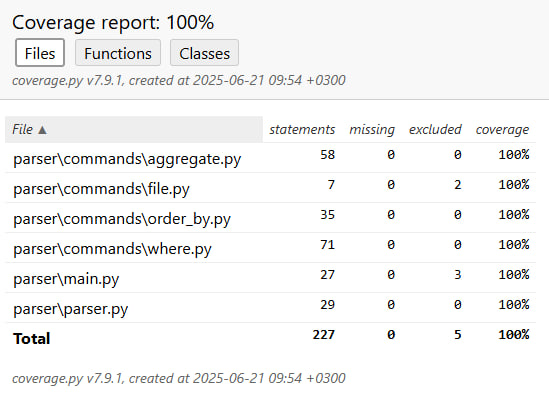 Coverage report: 100%
Files Functions Classes
coverage.py v7.9.1, created at 2025-06-21 09:54 +0300
File ▲ statements missing excluded coverage
parser\commands\aggregate.py 58 0 0 100%
parser\commands\file.py 7 0 2 100%
parser\commands\order_by.py 35 0 0 100%
parser\commands\where.py 71 0 0 100%
parser\main.py 27 0 3 100%
parser\parser.py 29 0 0 100%
Total 227 0 5 100%
coverage.py v7.9.1, created at 2025-06-21 09:54 +0300